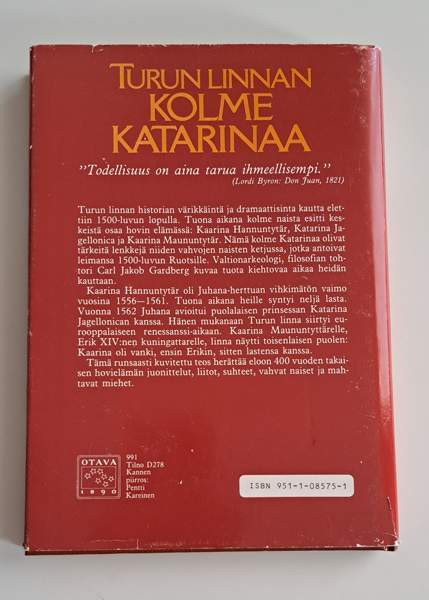 TURUN LINNAN
KOLME
KATARINAA
"Todellisuus on aina tarua ihmeellisempi."
(Lordi Byron: Don Juan, 1821)
Turun linnan historian värikkäintä ja dramaattisinta kautta elet-
tiin 1500-luvun lopulla. Tuona aikana kolme naista esitti kes-
keistä osaa hovin elämässä: Kaarina Hannuntytär, Katarina Ja-
gellonica ja Kaarina Maununtytär. Nämä kolme Katarinaa olivat
tärkeitä lenkkejä niiden vahvojen naisten ketjussa, jotka antoivat
leimansa 1500-luvun Ruotsille. Valtionarkeologi, filosofian toh-
tori Carl Jakob Gardberg kuvaa tuota kiehtovaa aikaa heidän
kauttaan.
Kaarina Hannuntytär oli Juhana-herttuan vihkimätön vaimo
vuosina 1556—1561. Tuona aikana heille syntyi neljä lasta.
Vuonna 1562 Juhana avioitui puolalaisen prinsessan Katarina
Jagellonican kanssa. Hänen mukanaan Turun linna siirtyi eu-
rooppalaiseen renessanssi-aikaan. Kaarina Maununtyttärelle,
Erik XIV:nen kuningattarelle, linna näytti toisenlaisen puolen:
Kaarina oli vanki, ensin Erikin, sitten lastensa kanssa.
Tämä runsaasti kuvitettu teos herättää eloon 400 vuoden takai-
sen hovielämän juonittelut, liitot, suhteet, vahvat naiset ja mah-
tavat miehet.
OTAVA
1890
991
Tilno D278
Kannen
piirros:
Pentti
Kareinen
ISBN 951-1-08575-1